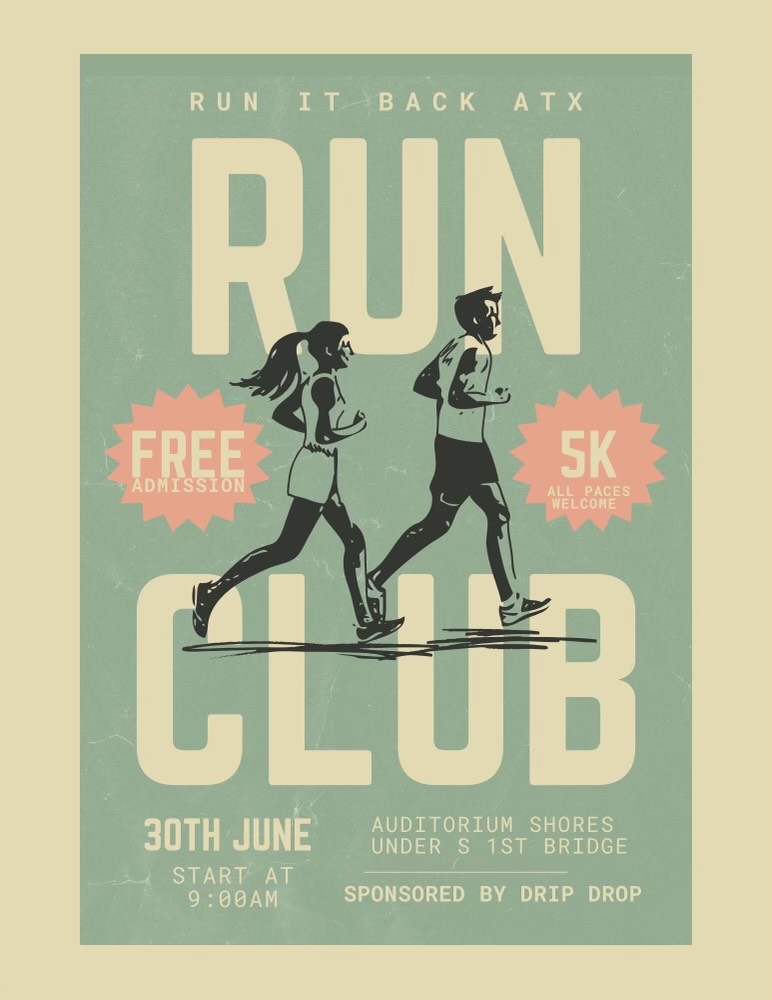 RUN IT BACK ATX
RUN
FREE
ADMISSION
5K
ALL PACES
WELCOME
CLUB
30TH JUNE
START AT
9:00AM
AUDITORIUM SHORES
UNDER S 1ST BRIDGE
SPONSORED BY DRIP DROP